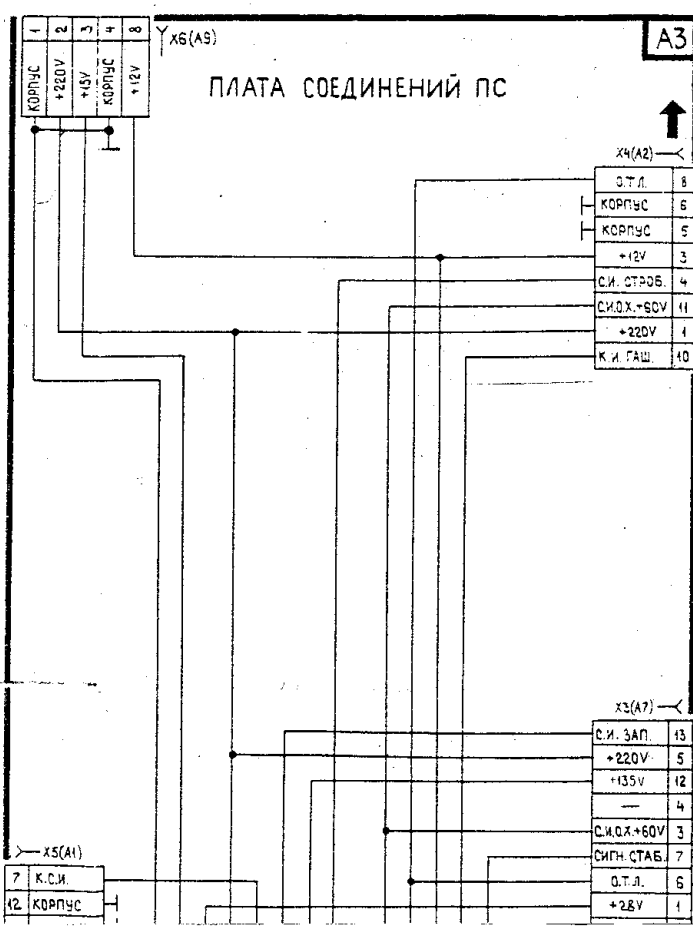 1 2 3 4 8
КОРПУС +220V +15V КОРПУС +12V
X6(A9)
A3
ПЛАТА СОЕДИНЕНИЙ ПС
X4(A2)
О.Т.Л. 8
КОРПУС 6
КОРПУС 5
+12V 3
С.И. СТРОБ. 4
С.И.О.Х.+60V 11
+220V 1
К.И. ГАШ. 10
X3(A7)
С.И. ЗАП. 13
+220V 5
+135V 12
— 4
С.И.О.Х.+60V 3
СИГН. СТАБ. 7
О.Т.Л. 6
+28V 1
X5(A1)
7 К.С.И.
12 КОРПУС